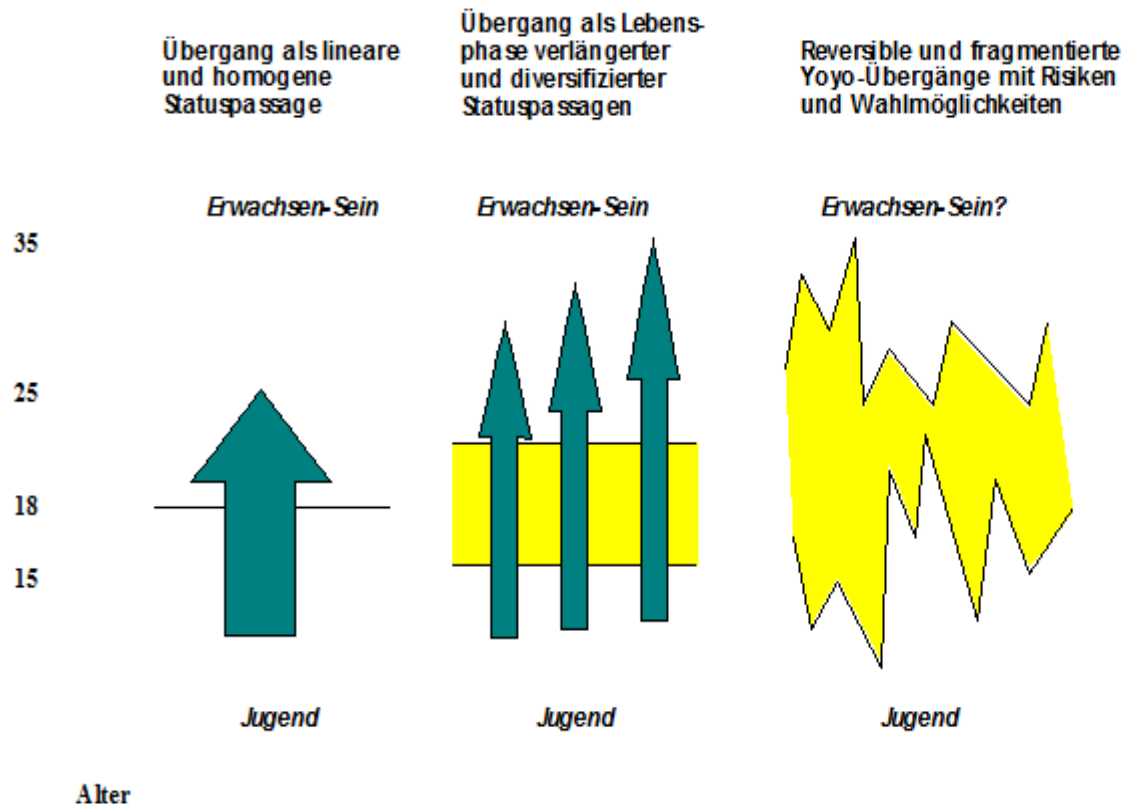 Übergang als lineare
und homogene
Statuspassage
Übergang als Lebens-
phase verlängerter
und diversifizierter
Statuspassagen
Reversible und fragmentierte
Yoyo-Übergänge mit Risiken
und Wahlmöglichkeiten
Erwachsen-Sein
Erwachsen-Sein
Erwachsen-Sein?
35
25
18
15
Jugend
Jugend
Jugend
Alter